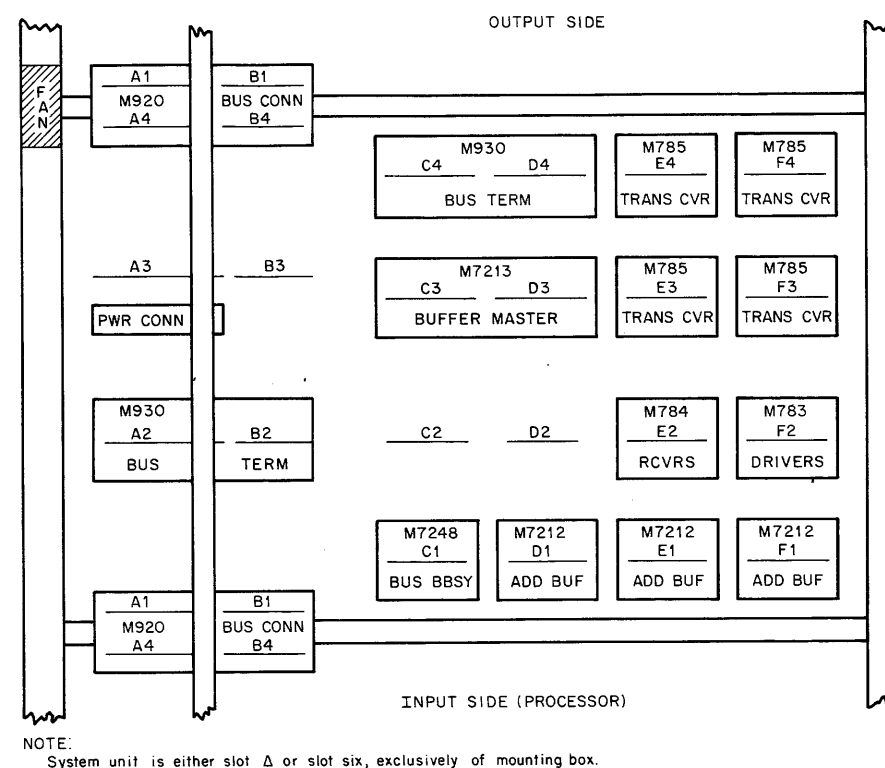 OUTPUT SIDE
FAN
A1 B1
M920 BUS CONN
A4 B4
M930
C4 D4
BUS TERM
M785
E4
TRANS CVR
M785
F4
TRANS CVR
A3 B3
PWR CONN
M7213
C3 D3
BUFFER MASTER
M785
E3
TRANS CVR
M785
F3
TRANS CVR
M930
A2 B2
BUS TERM
C2 D2
M784
E2
RCVRS
M783
F2
DRIVERS
M7248
C1
BUS BBSY
M7212
D1
ADD BUF
M7212
E1
ADD BUF
M7212
F1
ADD BUF
A1 B1
M920 BUS CONN
A4 B4
INPUT SIDE (PROCESSOR)
NOTE:
System unit is either slot Δ or slot six, exclusively of mounting box.